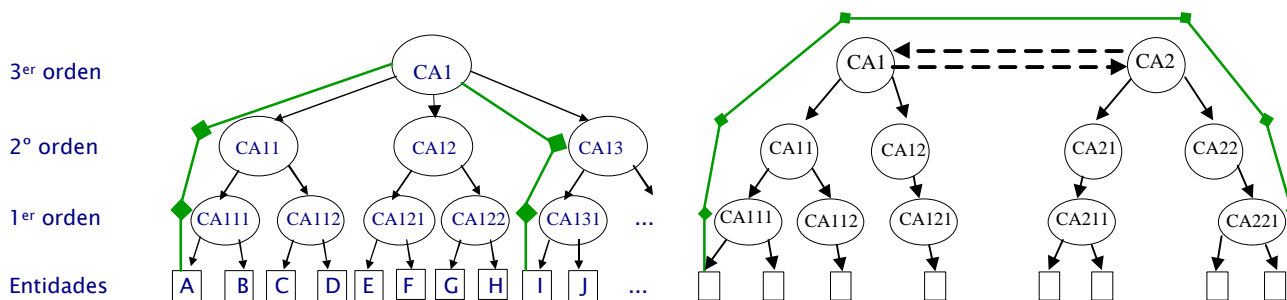 3er orden CA1 CA1 CA2
2º orden CA11 CA12 CA13 CA11 CA12 CA21 CA22
1er orden CA111 CA112 CA121 CA122 CA131 ... CA111 CA112 CA121 CA211 CA221
Entidades A B C D E F G H I J ...